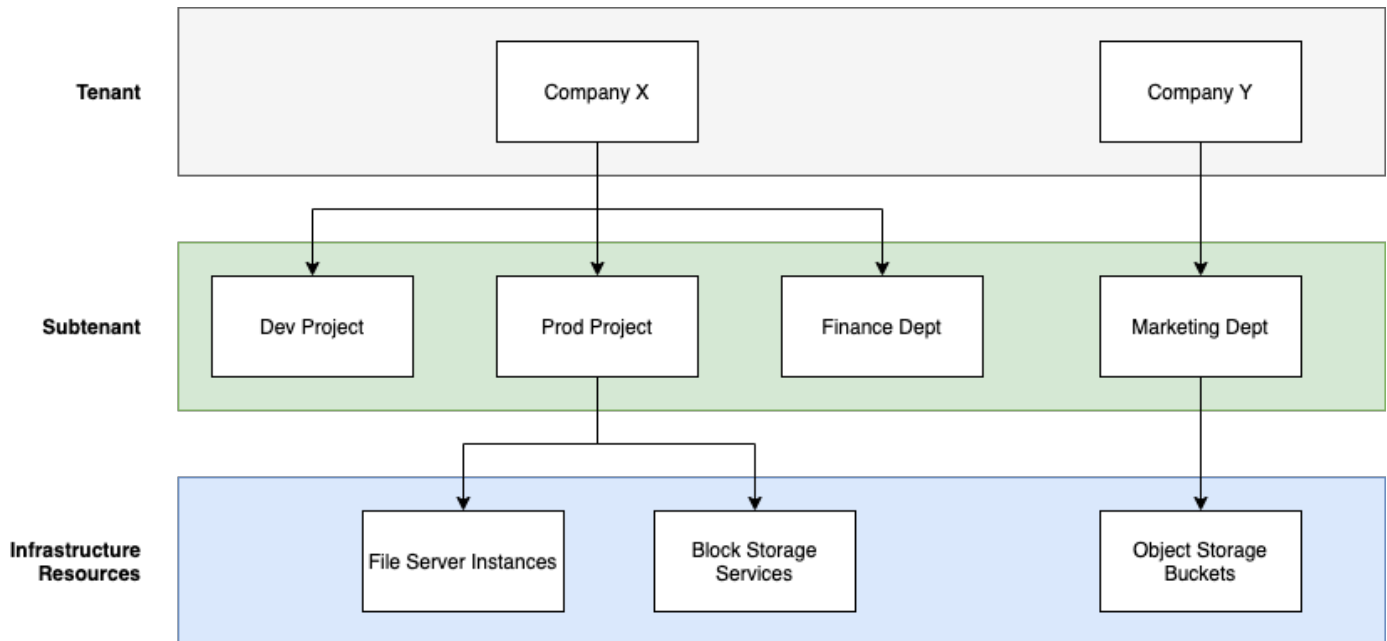 Tenant
Company X
Company Y
Subtenant
Dev Project
Prod Project
Finance Dept
Marketing Dept
Infrastructure
Resources
File Server Instances
Block Storage
Services
Object Storage
Buckets